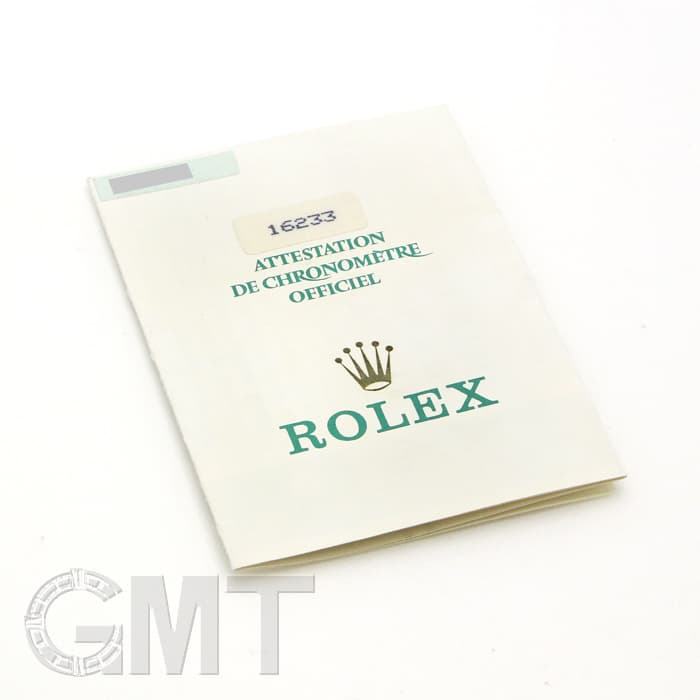 16233
ATTESTATION
DE CHRONOMÈTRE
OFFICIEL
ROLEX
GMT